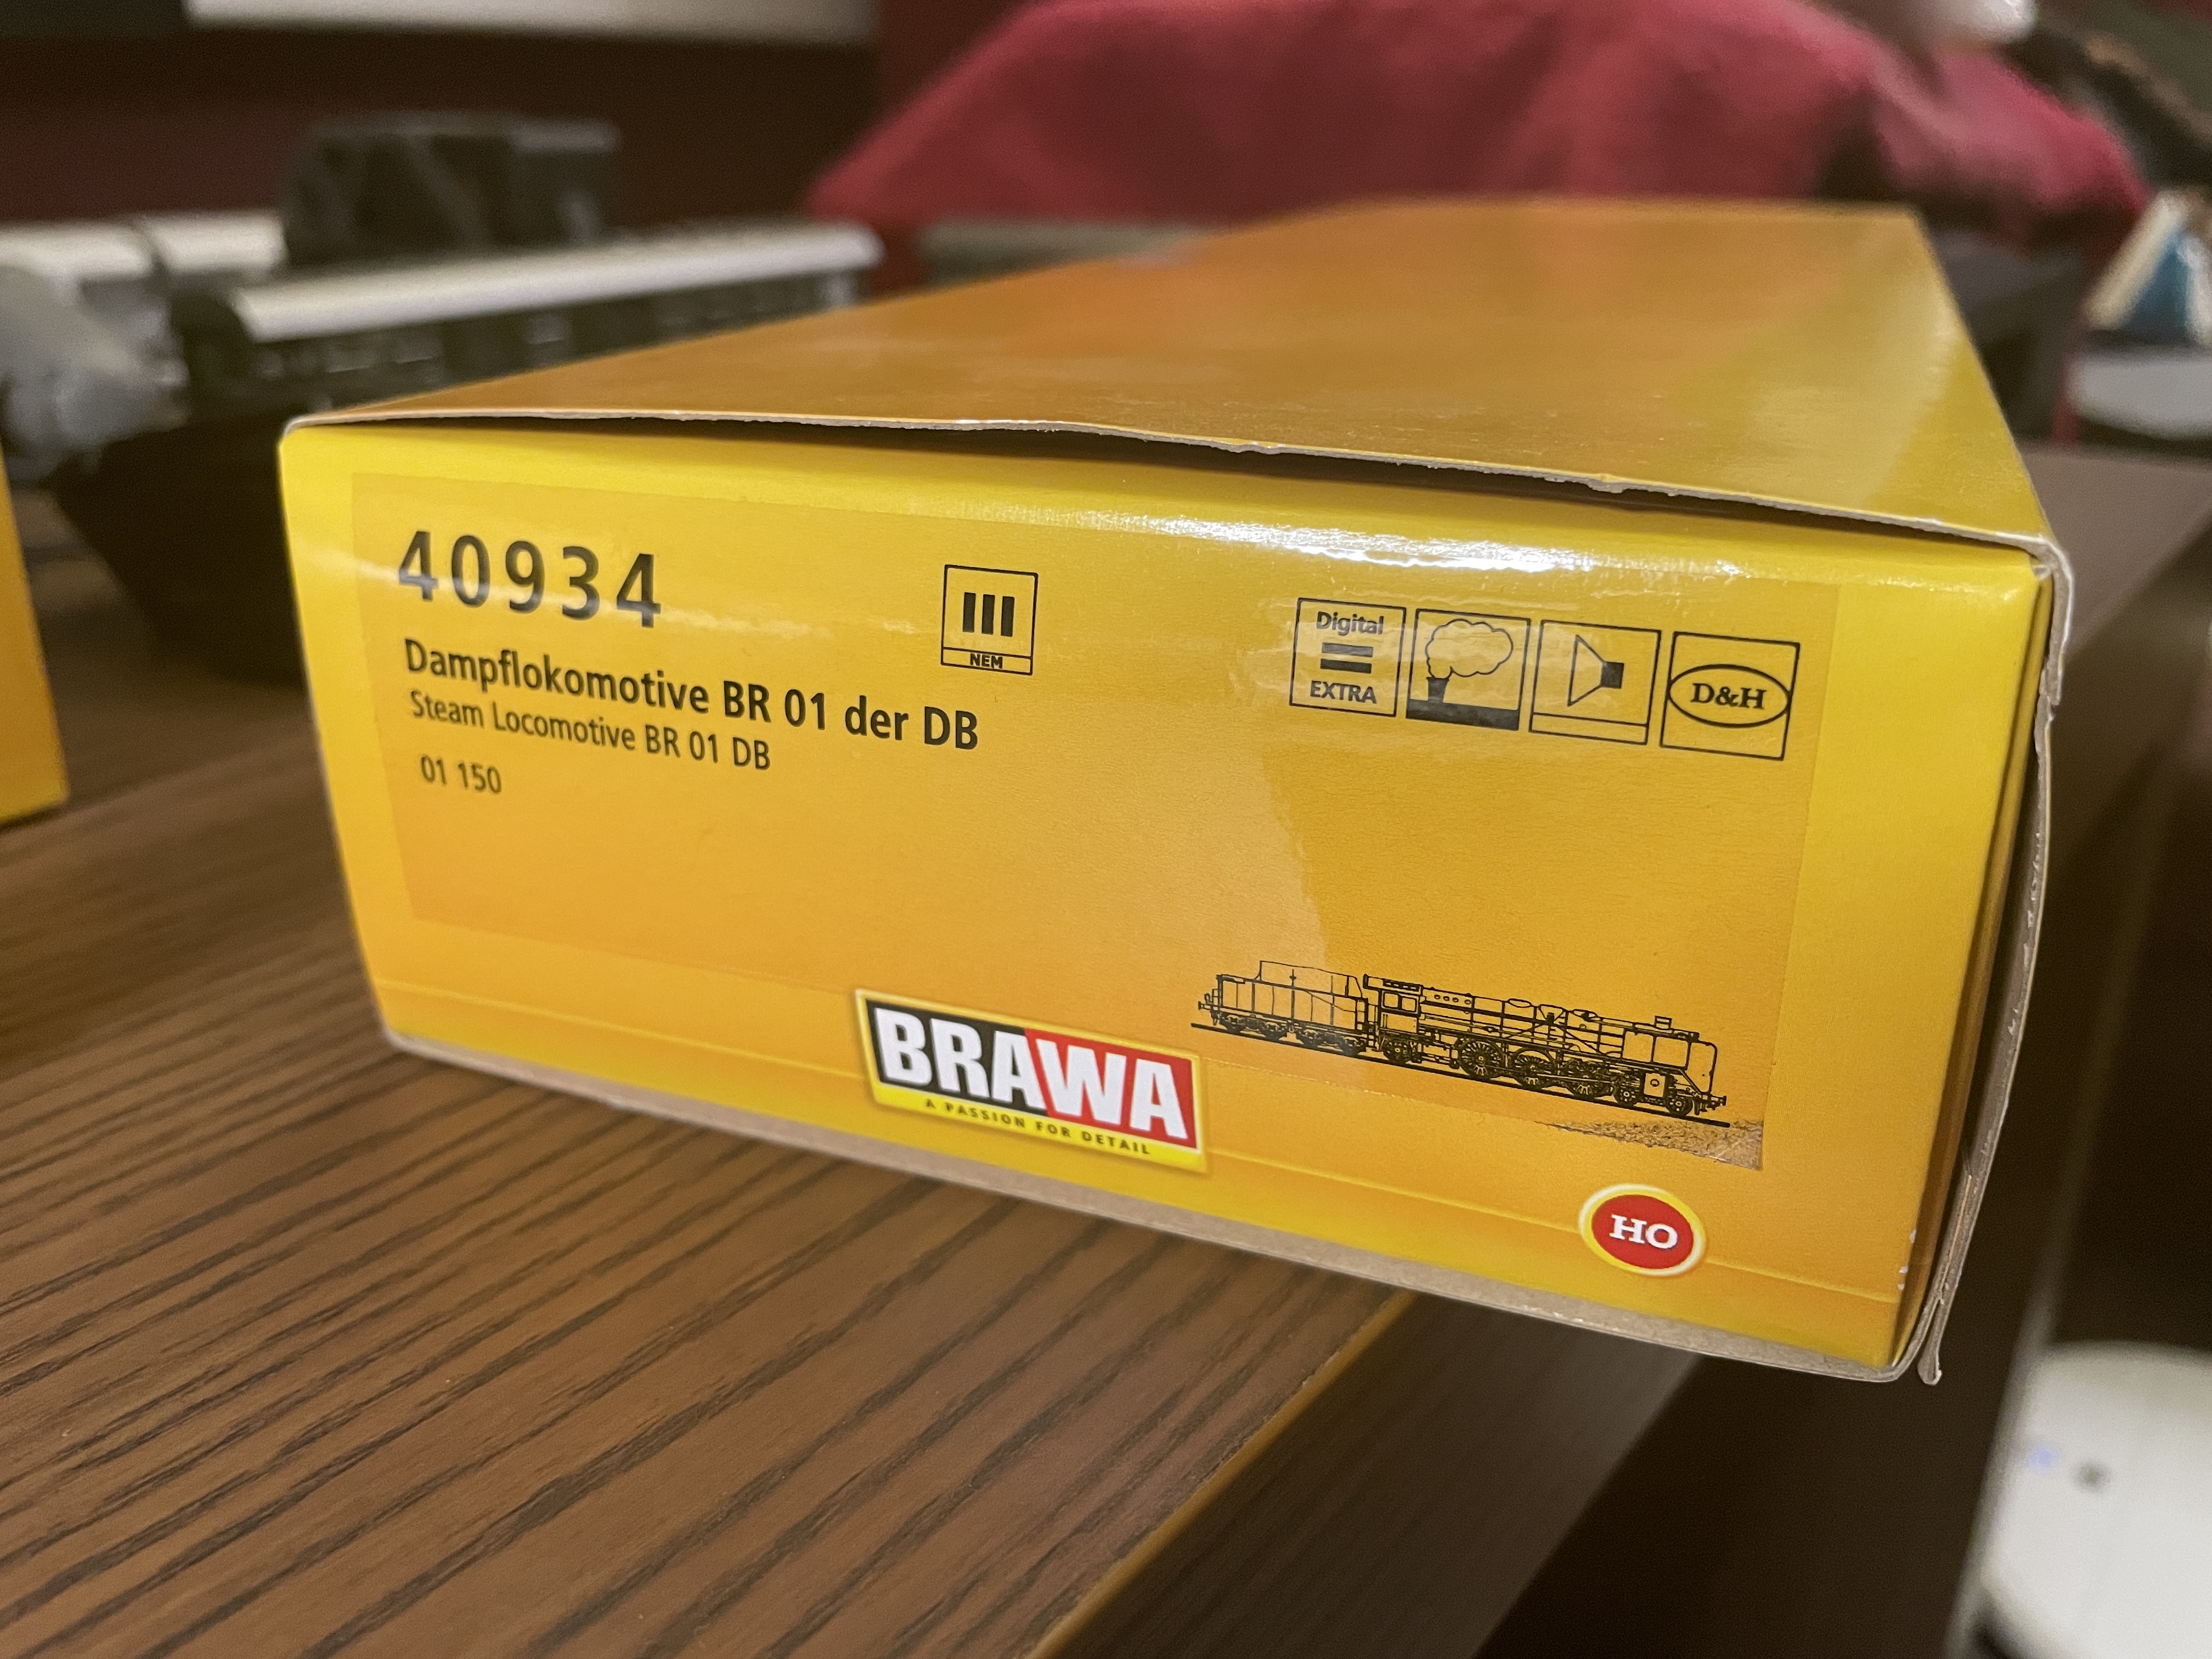 40934
III
NEM
Digital
EXTRA
D&H
Dampflokomotive BR 01 der DB
Steam Locomotive BR 01 DB
01 150
BRAWA
A PASSION FOR DETAIL
HO